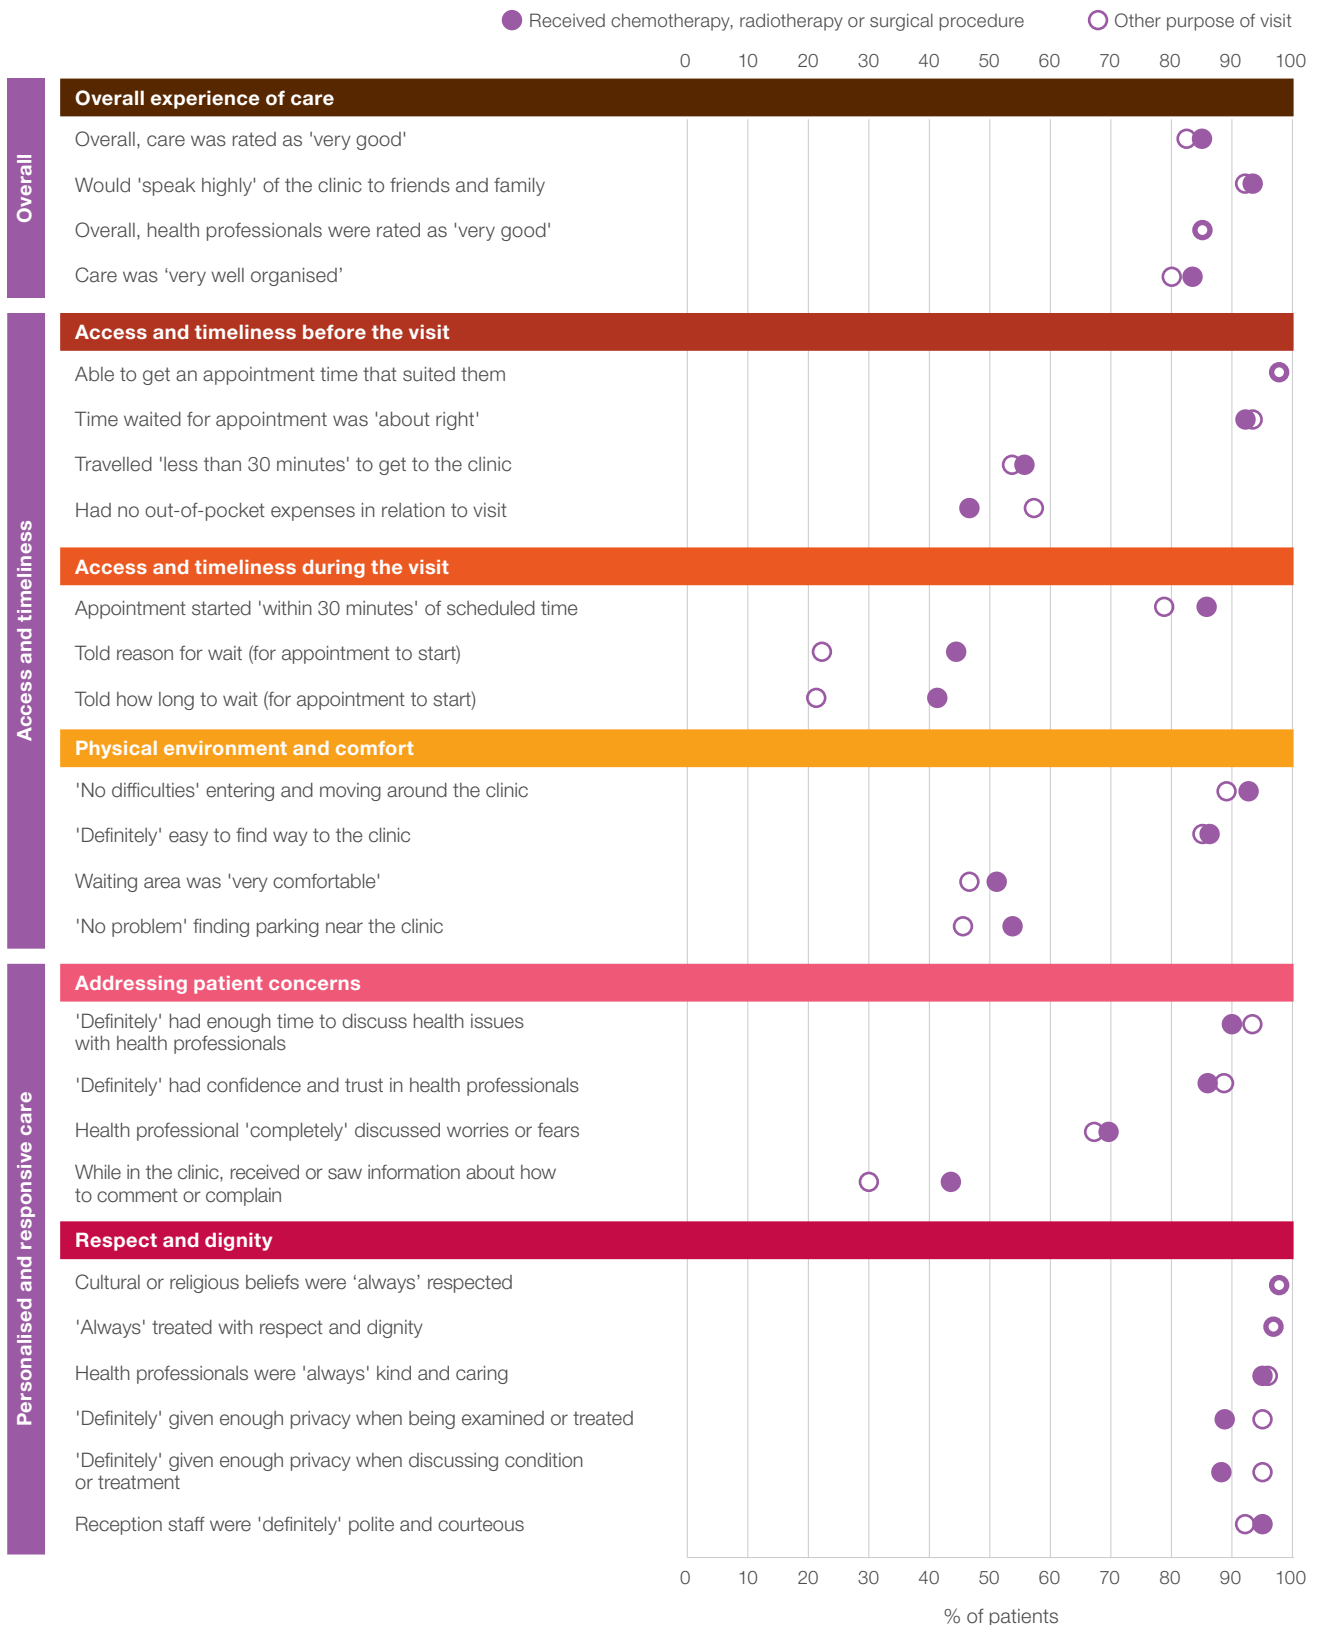 Received chemotherapy, radiotherapy or surgical procedure
Other purpose of visit
0 10 20 30 40 50 60 70 80 90 100
Overall
Overall experience of care
Overall, care was rated as 'very good'
Would 'speak highly' of the clinic to friends and family
Overall, health professionals were rated as 'very good'
Care was ‘very well organised’
Access and timeliness
Access and timeliness before the visit
Able to get an appointment time that suited them
Time waited for appointment was 'about right'
Travelled 'less than 30 minutes' to get to the clinic
Had no out-of-pocket expenses in relation to visit
Access and timeliness during the visit
Appointment started 'within 30 minutes' of scheduled time
Told reason for wait (for appointment to start)
Told how long to wait (for appointment to start)
Physical environment and comfort
'No difficulties' entering and moving around the clinic
'Definitely' easy to find way to the clinic
Waiting area was 'very comfortable'
'No problem' finding parking near the clinic
Personalised and responsive care
Addressing patient concerns
'Definitely' had enough time to discuss health issues
with health professionals
'Definitely' had confidence and trust in health professionals
Health professional 'completely' discussed worries or fears
While in the clinic, received or saw information about how
to comment or complain
Respect and dignity
Cultural or religious beliefs were ‘always’ respected
'Always' treated with respect and dignity
Health professionals were 'always' kind and caring
'Definitely' given enough privacy when being examined or treated
'Definitely' given enough privacy when discussing condition
or treatment
Reception staff were 'definitely' polite and courteous
0 10 20 30 40 50 60 70 80 90 100
% of patients